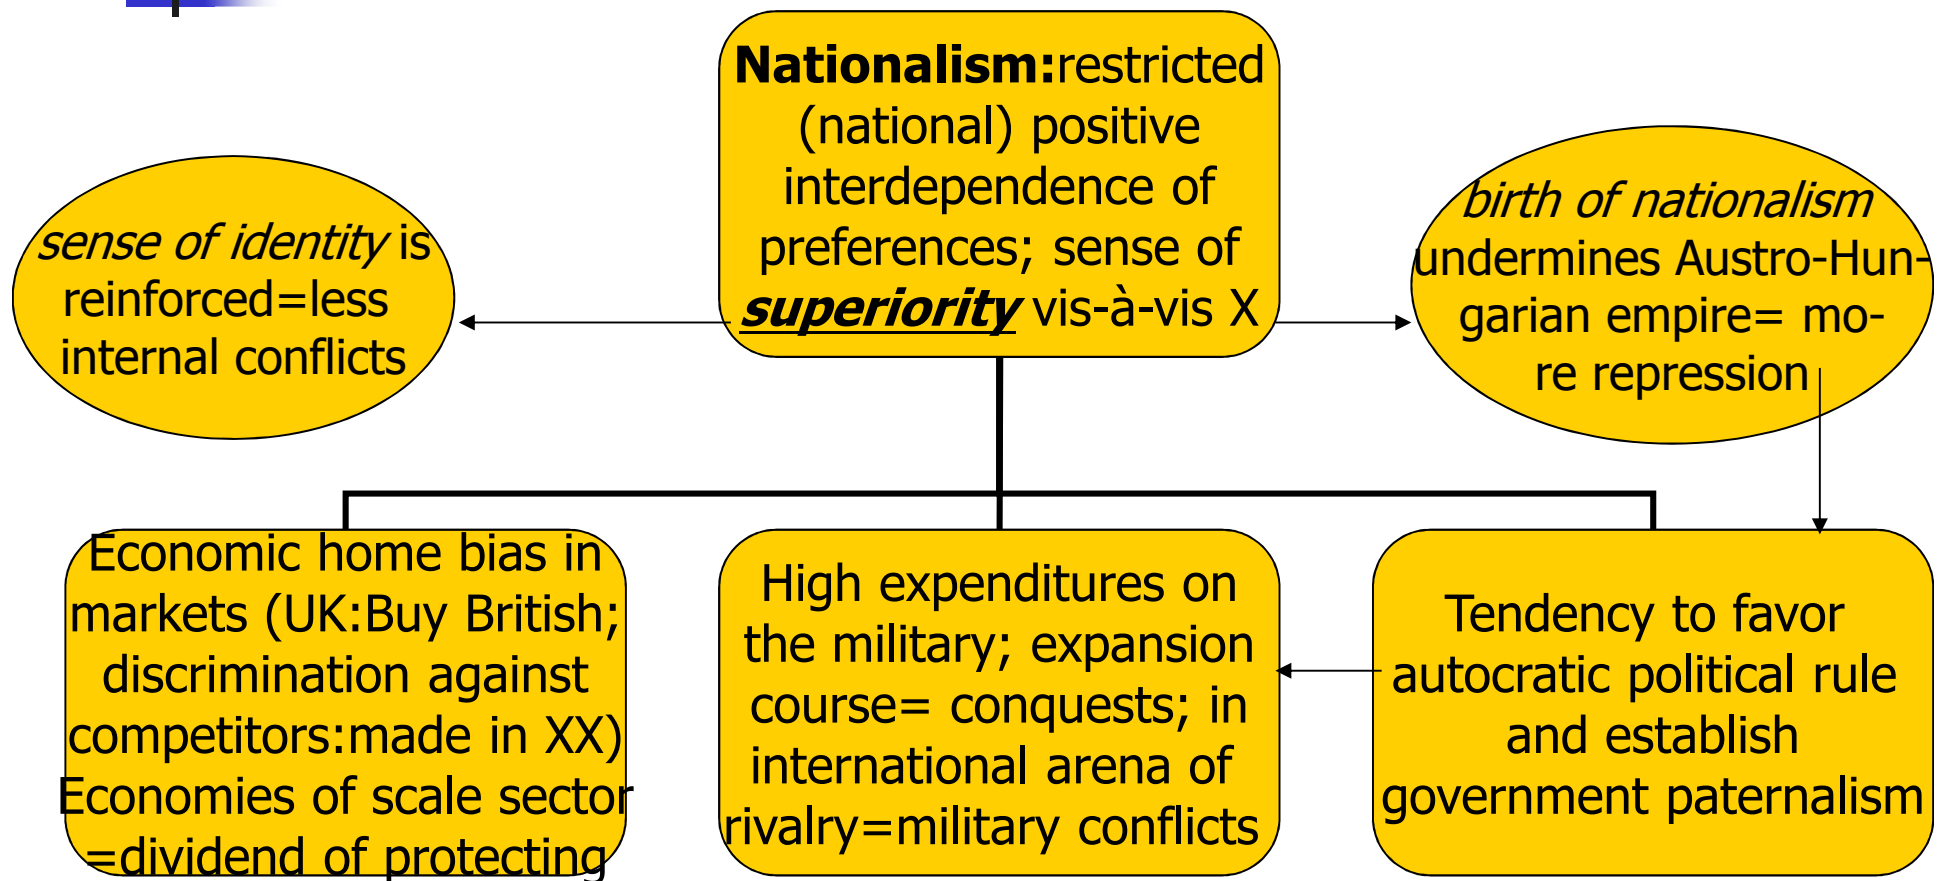 Nationalism:restricted
(national) positive
interdependence of
preferences; sense of
superiority vis-à-vis X
sense of identity is
reinforced=less
internal conflicts
birth of nationalism
undermines Austro-Hun-
garian empire= mo-
re repression
Economic home bias in
markets (UK:Buy British;
discrimination against
competitors:made in XX)
Economies of scale sector
=dividend of protecting
High expenditures on
the military; expansion
course= conquests; in
international arena of
rivalry=military conflicts
Tendency to favor
autocratic political rule
and establish
government paternalism